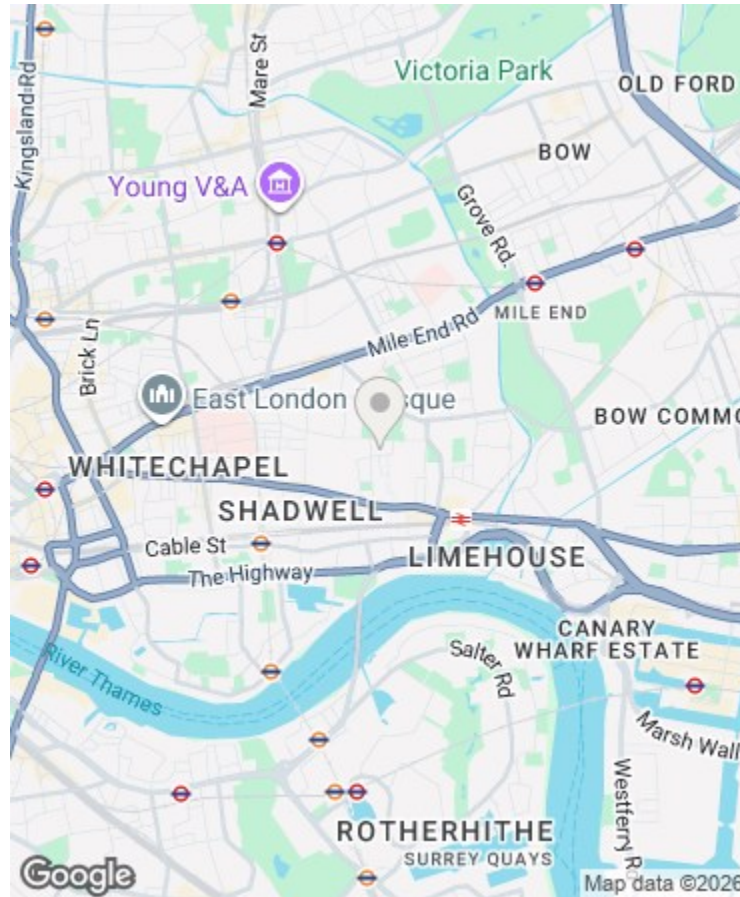 Kingsland Rd
Mare St
Victoria Park
OLD FORD
BOW
Young V&A
Grove Rd.
MILE END
Mile End Rd
Brick Ln
East London
sque
BOW COMMO
WHITECHAPEL
SHADWELL
Cable St
LIMEHOUSE
The Highway
CANARY
WHARF ESTATE
River Thames
Salter Rd
Marsh Wall
Westferry Rd
ROTHERHITHE
SURREY QUAYS
Google
Map data ©2026